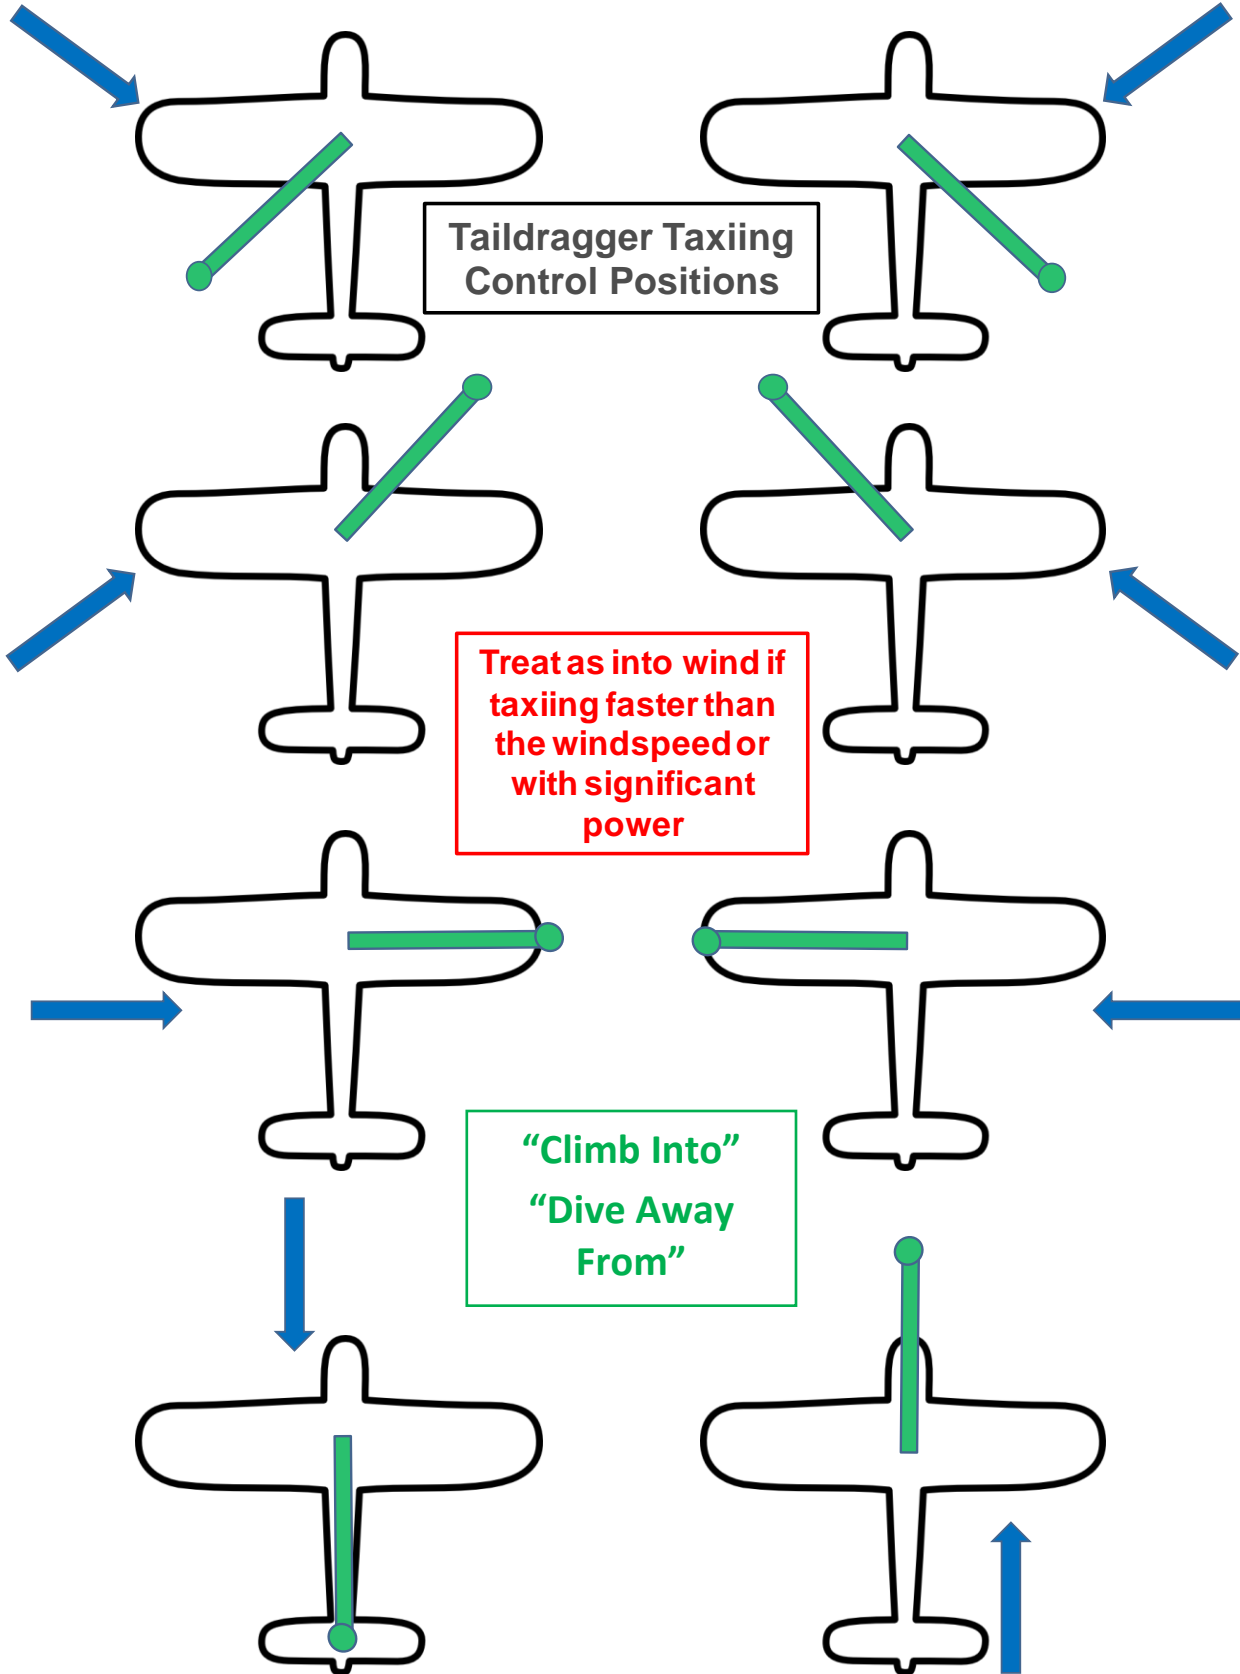 Taildragger Taxiing
Control Positions
Treat as into wind if
taxiing faster than
the windspeed or
with significant
power
“Climb Into”
“Dive Away
From”